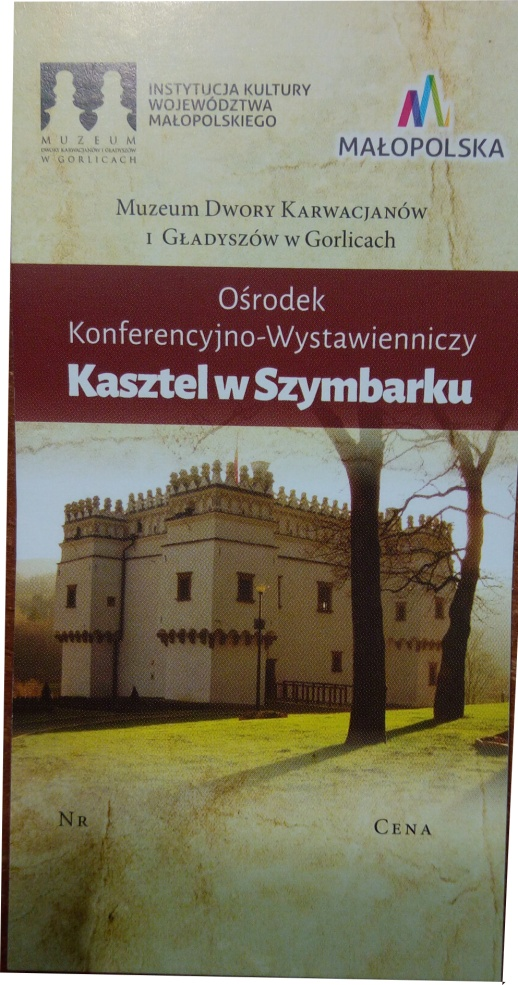 INSTYTUCJA KULTURY
WOJEWÓDZTWA
MAŁOPOLSKIEGO
MUZEUM
DWORY KARWACJANÓW I GŁADYSZÓW
W GORLICACH
MAŁOPOLSKA
Muzeum Dwory Karwacjanów
i Gładyszów w Gorlicach
Ośrodek
Konferencyjno-Wystawienniczy
Kasztel w Szymbarku
Nr
Cena